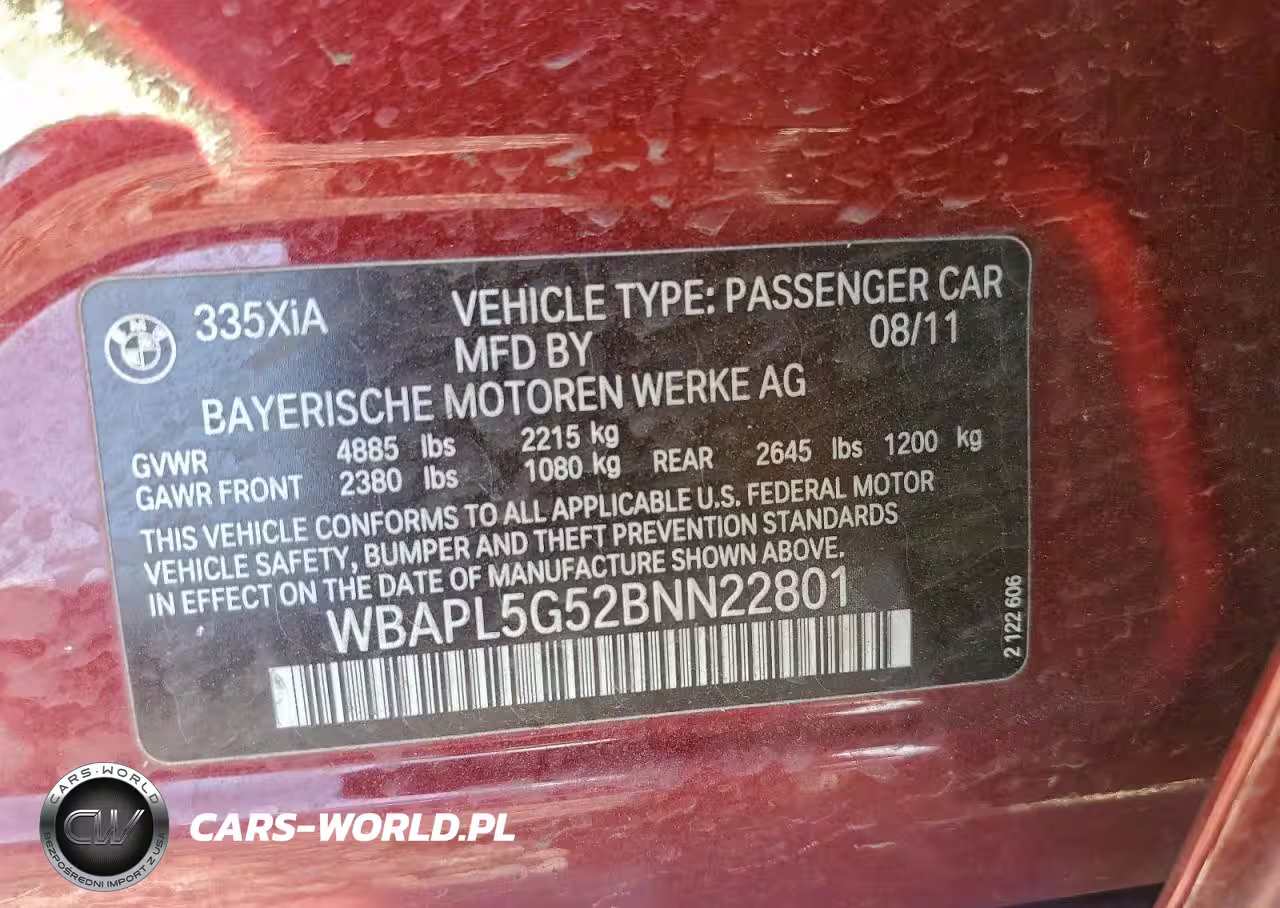 335XiA
VEHICLE TYPE: PASSENGER CAR
MFD BY 08/11
BAYERISCHE MOTOREN WERKE AG
GVWR 4885 lbs 2215 kg
GAWR FRONT 2380 lbs 1080 kg REAR 2645 lbs 1200 kg
THIS VEHICLE CONFORMS TO ALL APPLICABLE U.S. FEDERAL MOTOR
VEHICLE SAFETY, BUMPER AND THEFT PREVENTION STANDARDS
IN EFFECT ON THE DATE OF MANUFACTURE SHOWN ABOVE.
WBAPL5G52BNN22801
2 122 606
CARS-WORLD
CW
BEZPOŚREDNI IMPORT Z USA
CARS-WORLD.PL